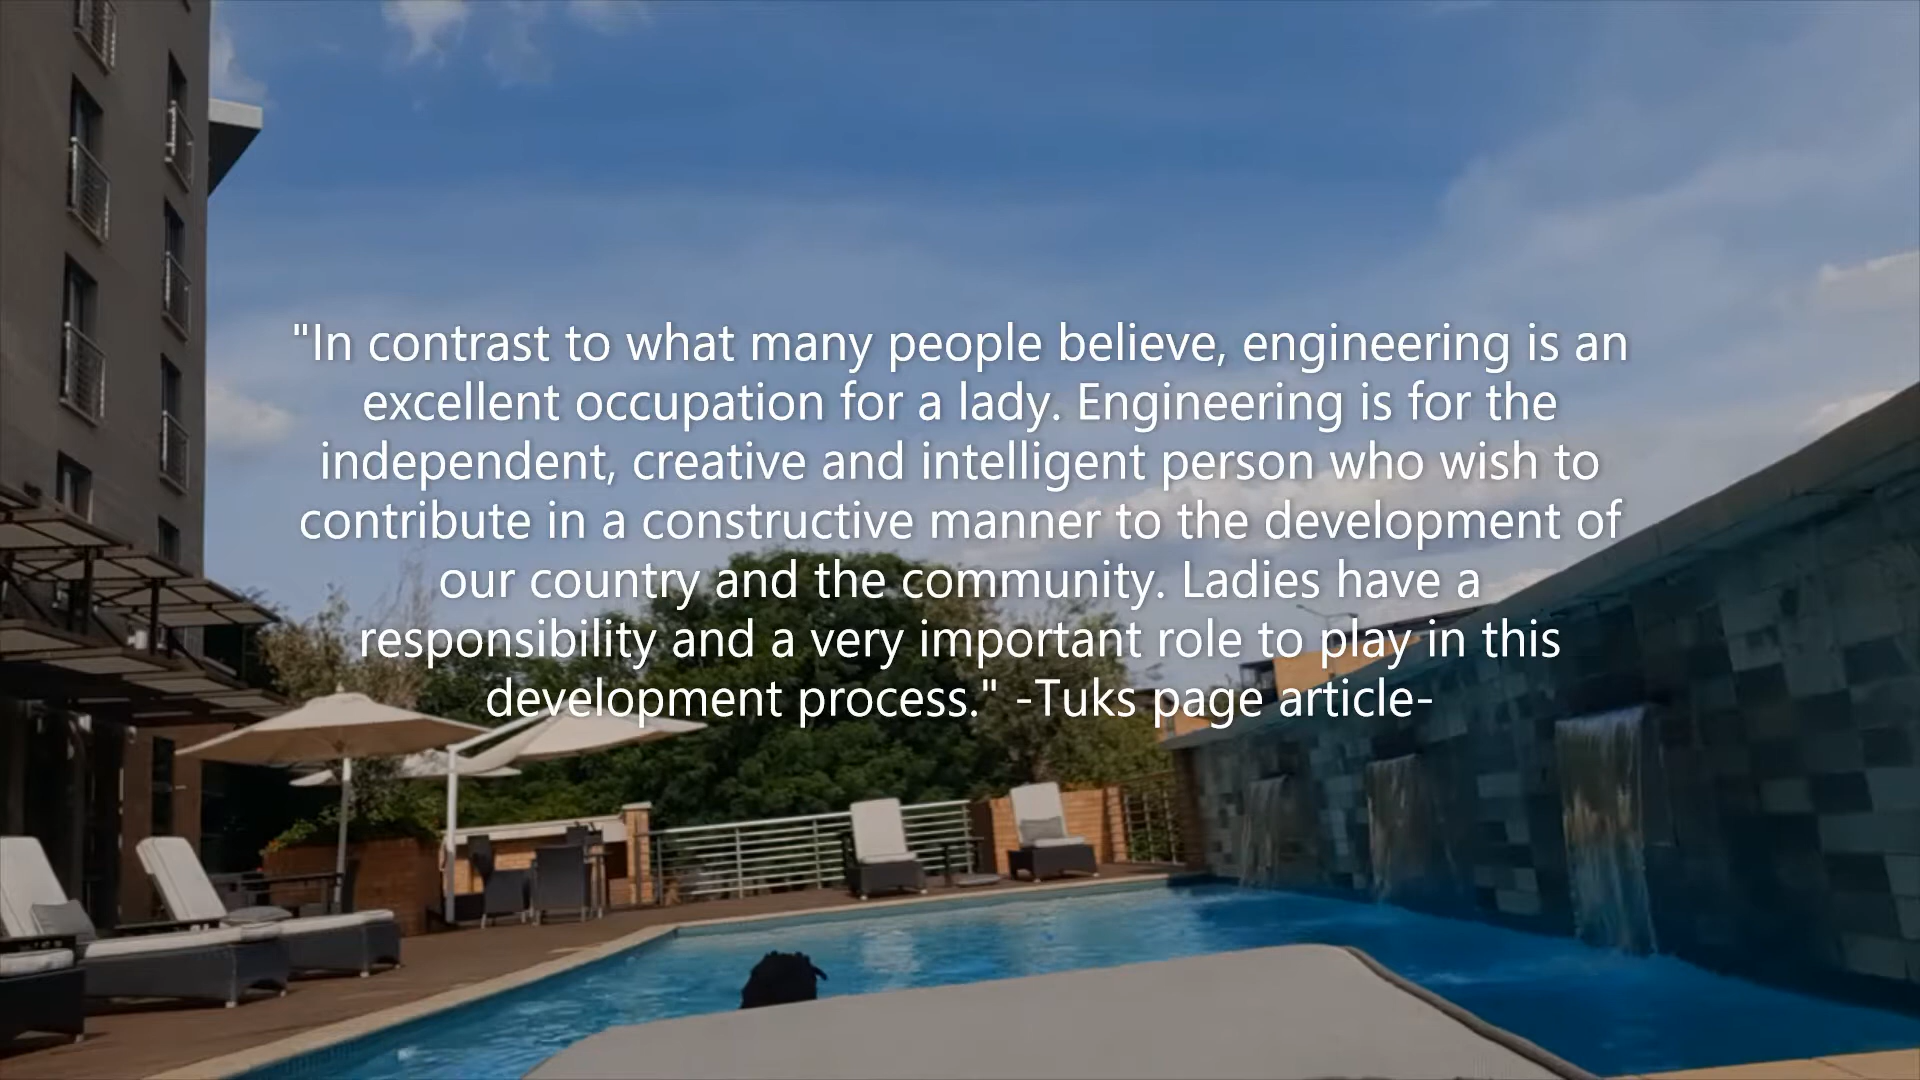 "In contrast to what many people believe, engineering is an
excellent occupation for a lady. Engineering is for the
independent, creative and intelligent person who wish to
contribute in a constructive manner to the development of
our country and the community. Ladies have a
responsibility and a very important role to play in this
development process." -Tuks page article-